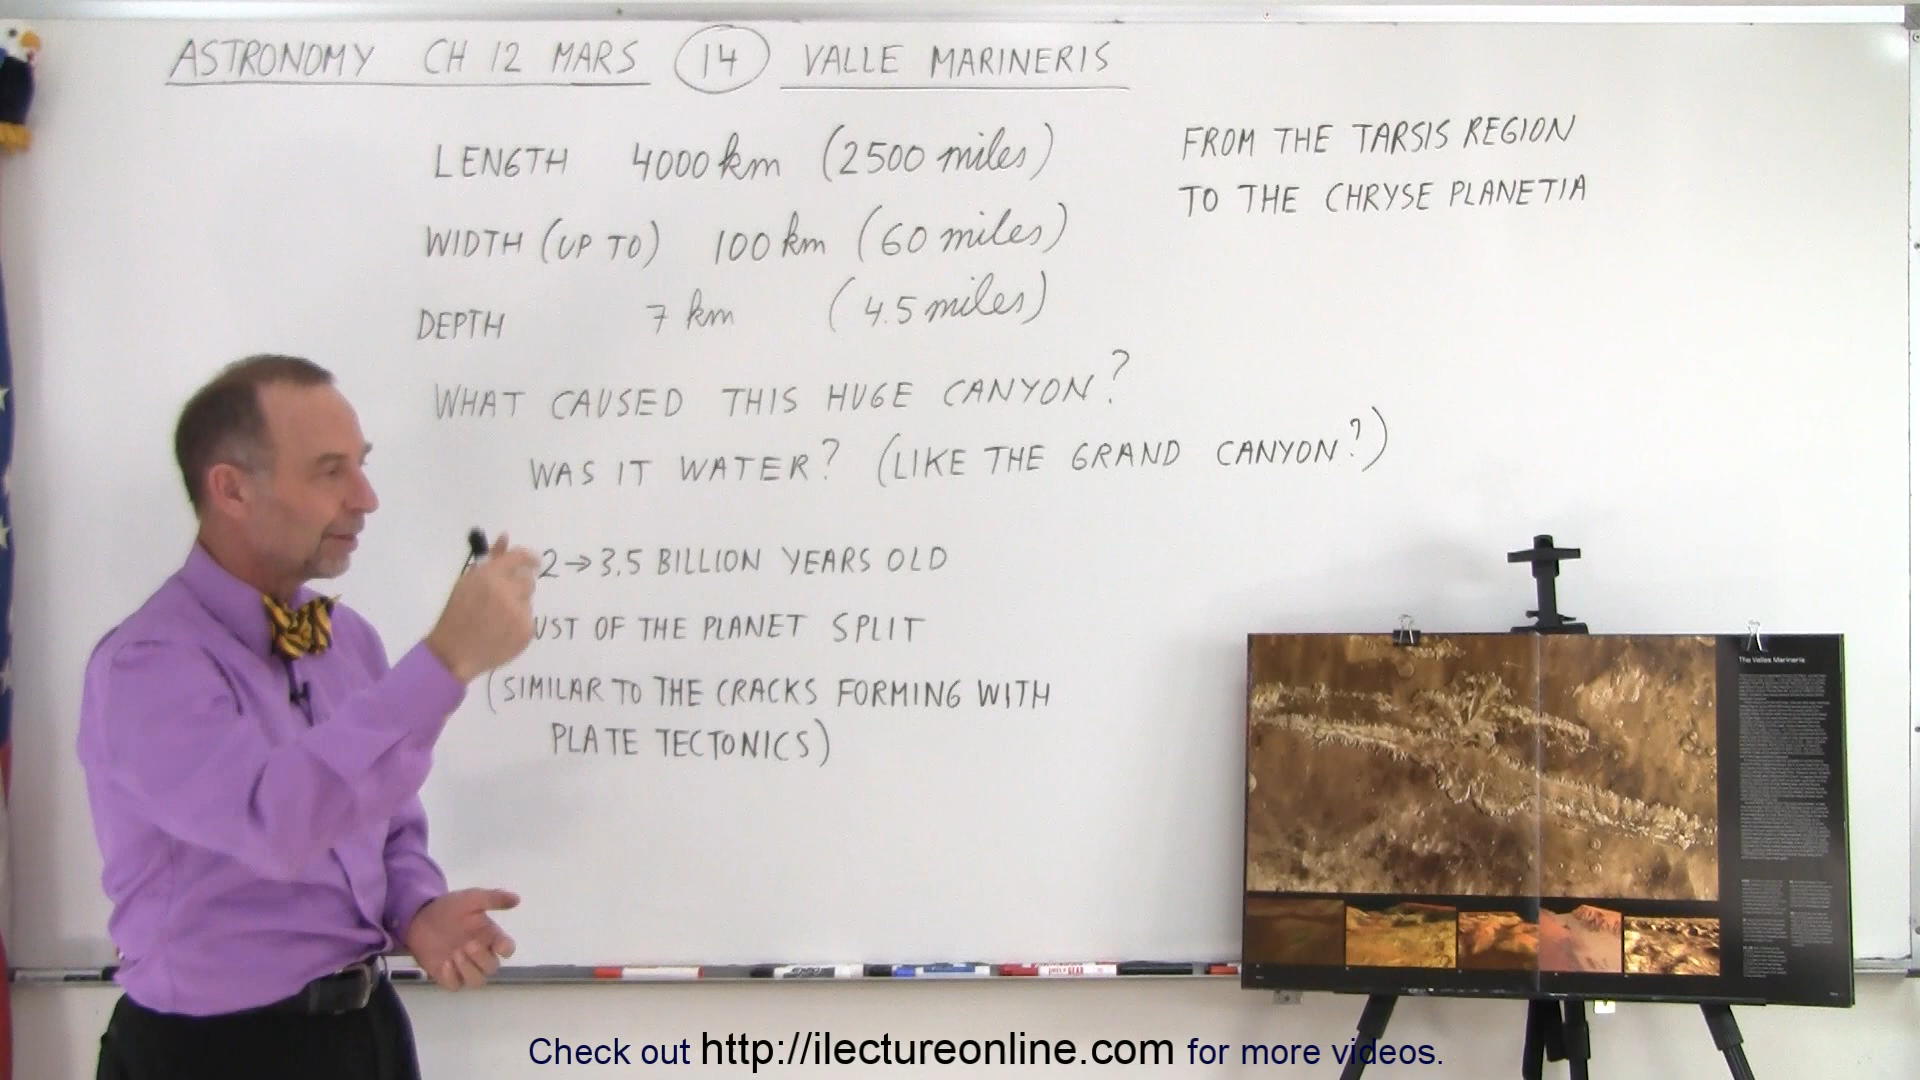 ASTRONOMY CH 12 MARS 14 VALLE MARINERIS
LENGTH 4000 km (2500 miles)
WIDTH (UP TO) 100 km (60 miles)
DEPTH 7 km (4.5 miles)
FROM THE TARSIS REGION
TO THE CHRYSE PLANETIA
WHAT CAUSED THIS HUGE CANYON?
WAS IT WATER? (LIKE THE GRAND CANYON?)
2→3.5 BILLION YEARS OLD
UST OF THE PLANET SPLIT
(SIMILAR TO THE CRACKS FORMING WITH
PLATE TECTONICS)
The Valles Marineris
Check out http://ilectureonline.com for more videos.